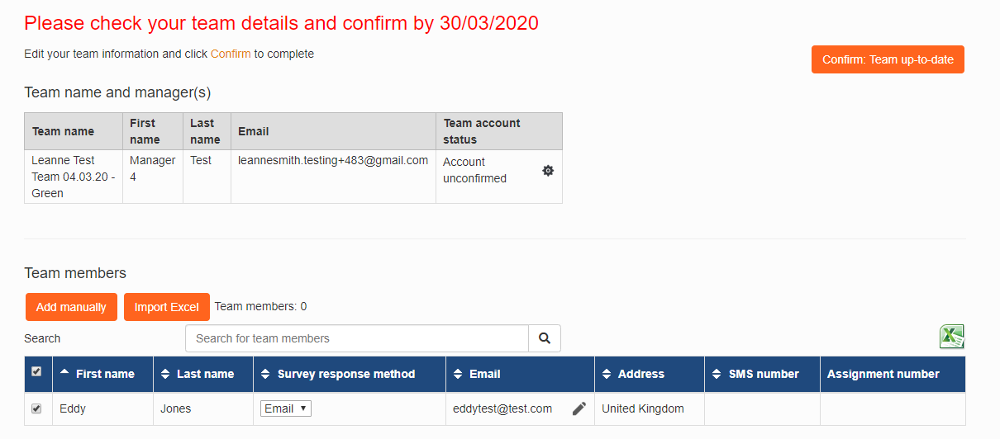 Please check your team details and confirm by 30/03/2020
Edit your team information and click Confirm to complete
Confirm: Team up-to-date
Team name and manager(s)
Team name First name Last name Email Team account status
Leanne Test Team 04.03.20 - Green Manager 4 Test leannesmith.testing+483@gmail.com Account unconfirmed
Team members
Add manually Import Excel Team members: 0
Search Search for team members
First name Last name Survey response method Email Address SMS number Assignment number
Eddy Jones Email eddytest@test.com United Kingdom